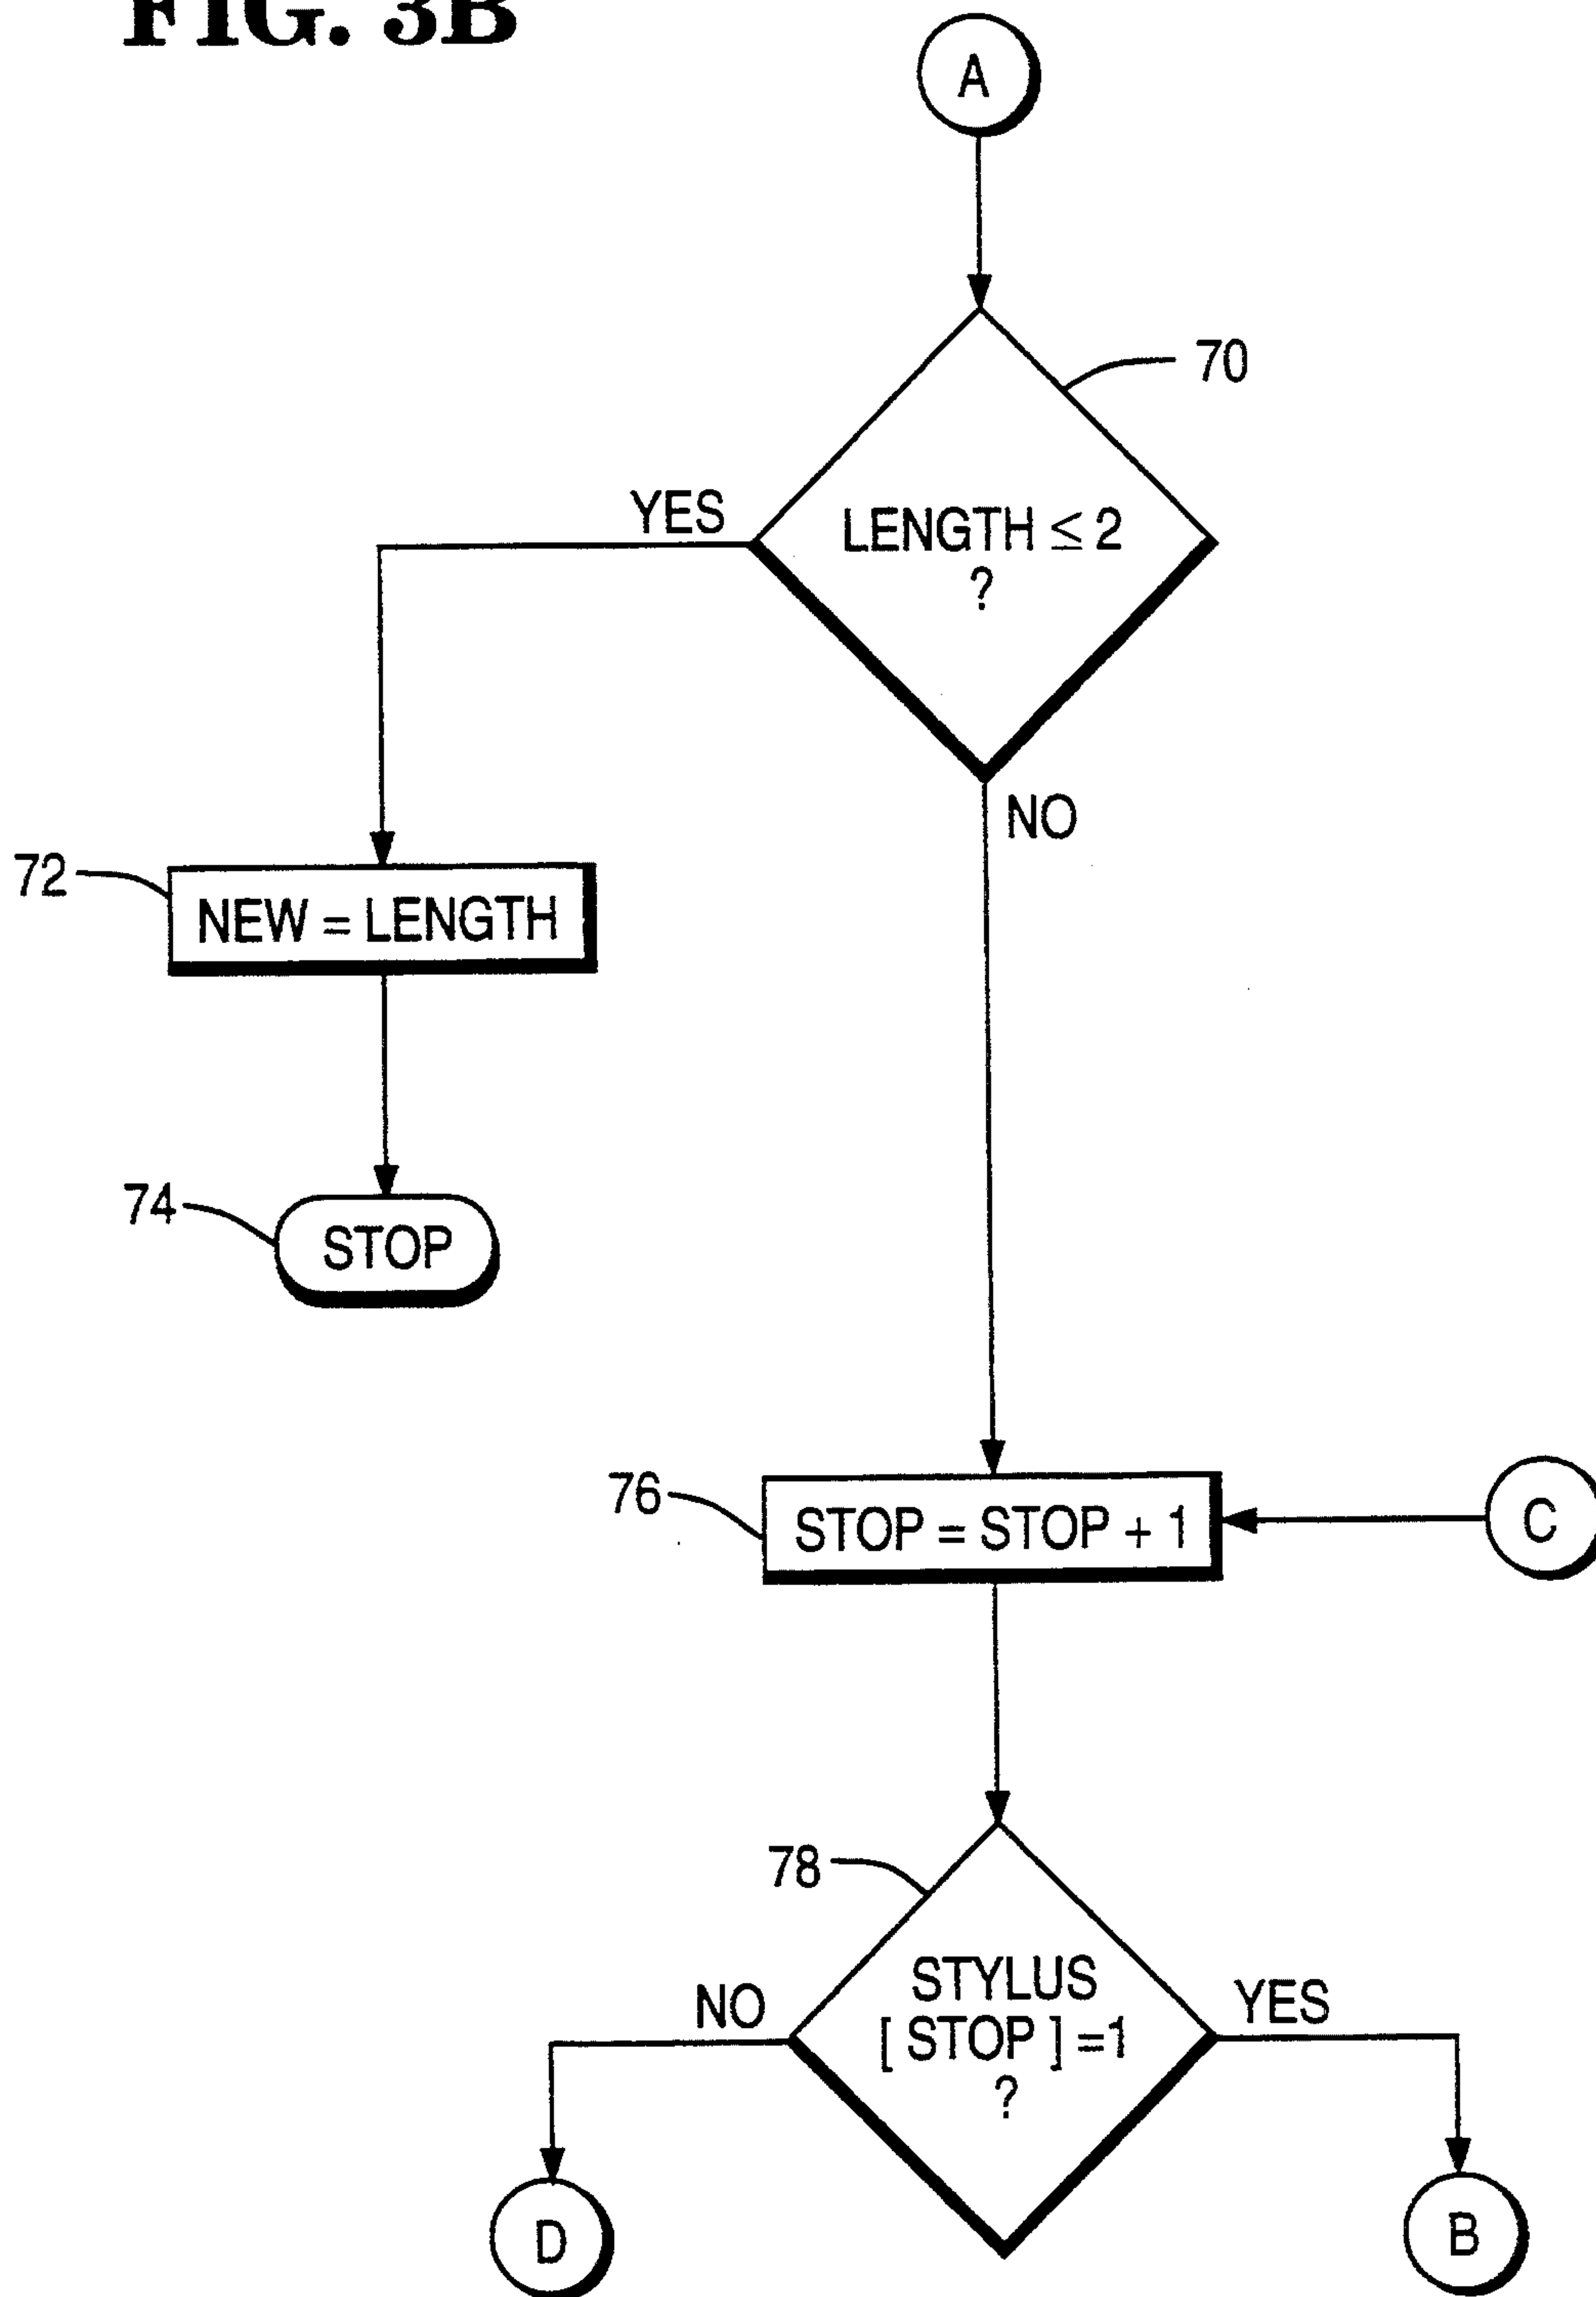 FIG. 3B
A
70
YES
LENGTH ≤ 2
?
NO
72
NEW = LENGTH
74
STOP
76
STOP = STOP + 1
C
78
STYLUS
[ STOP ] =1
?
NO
YES
D
B